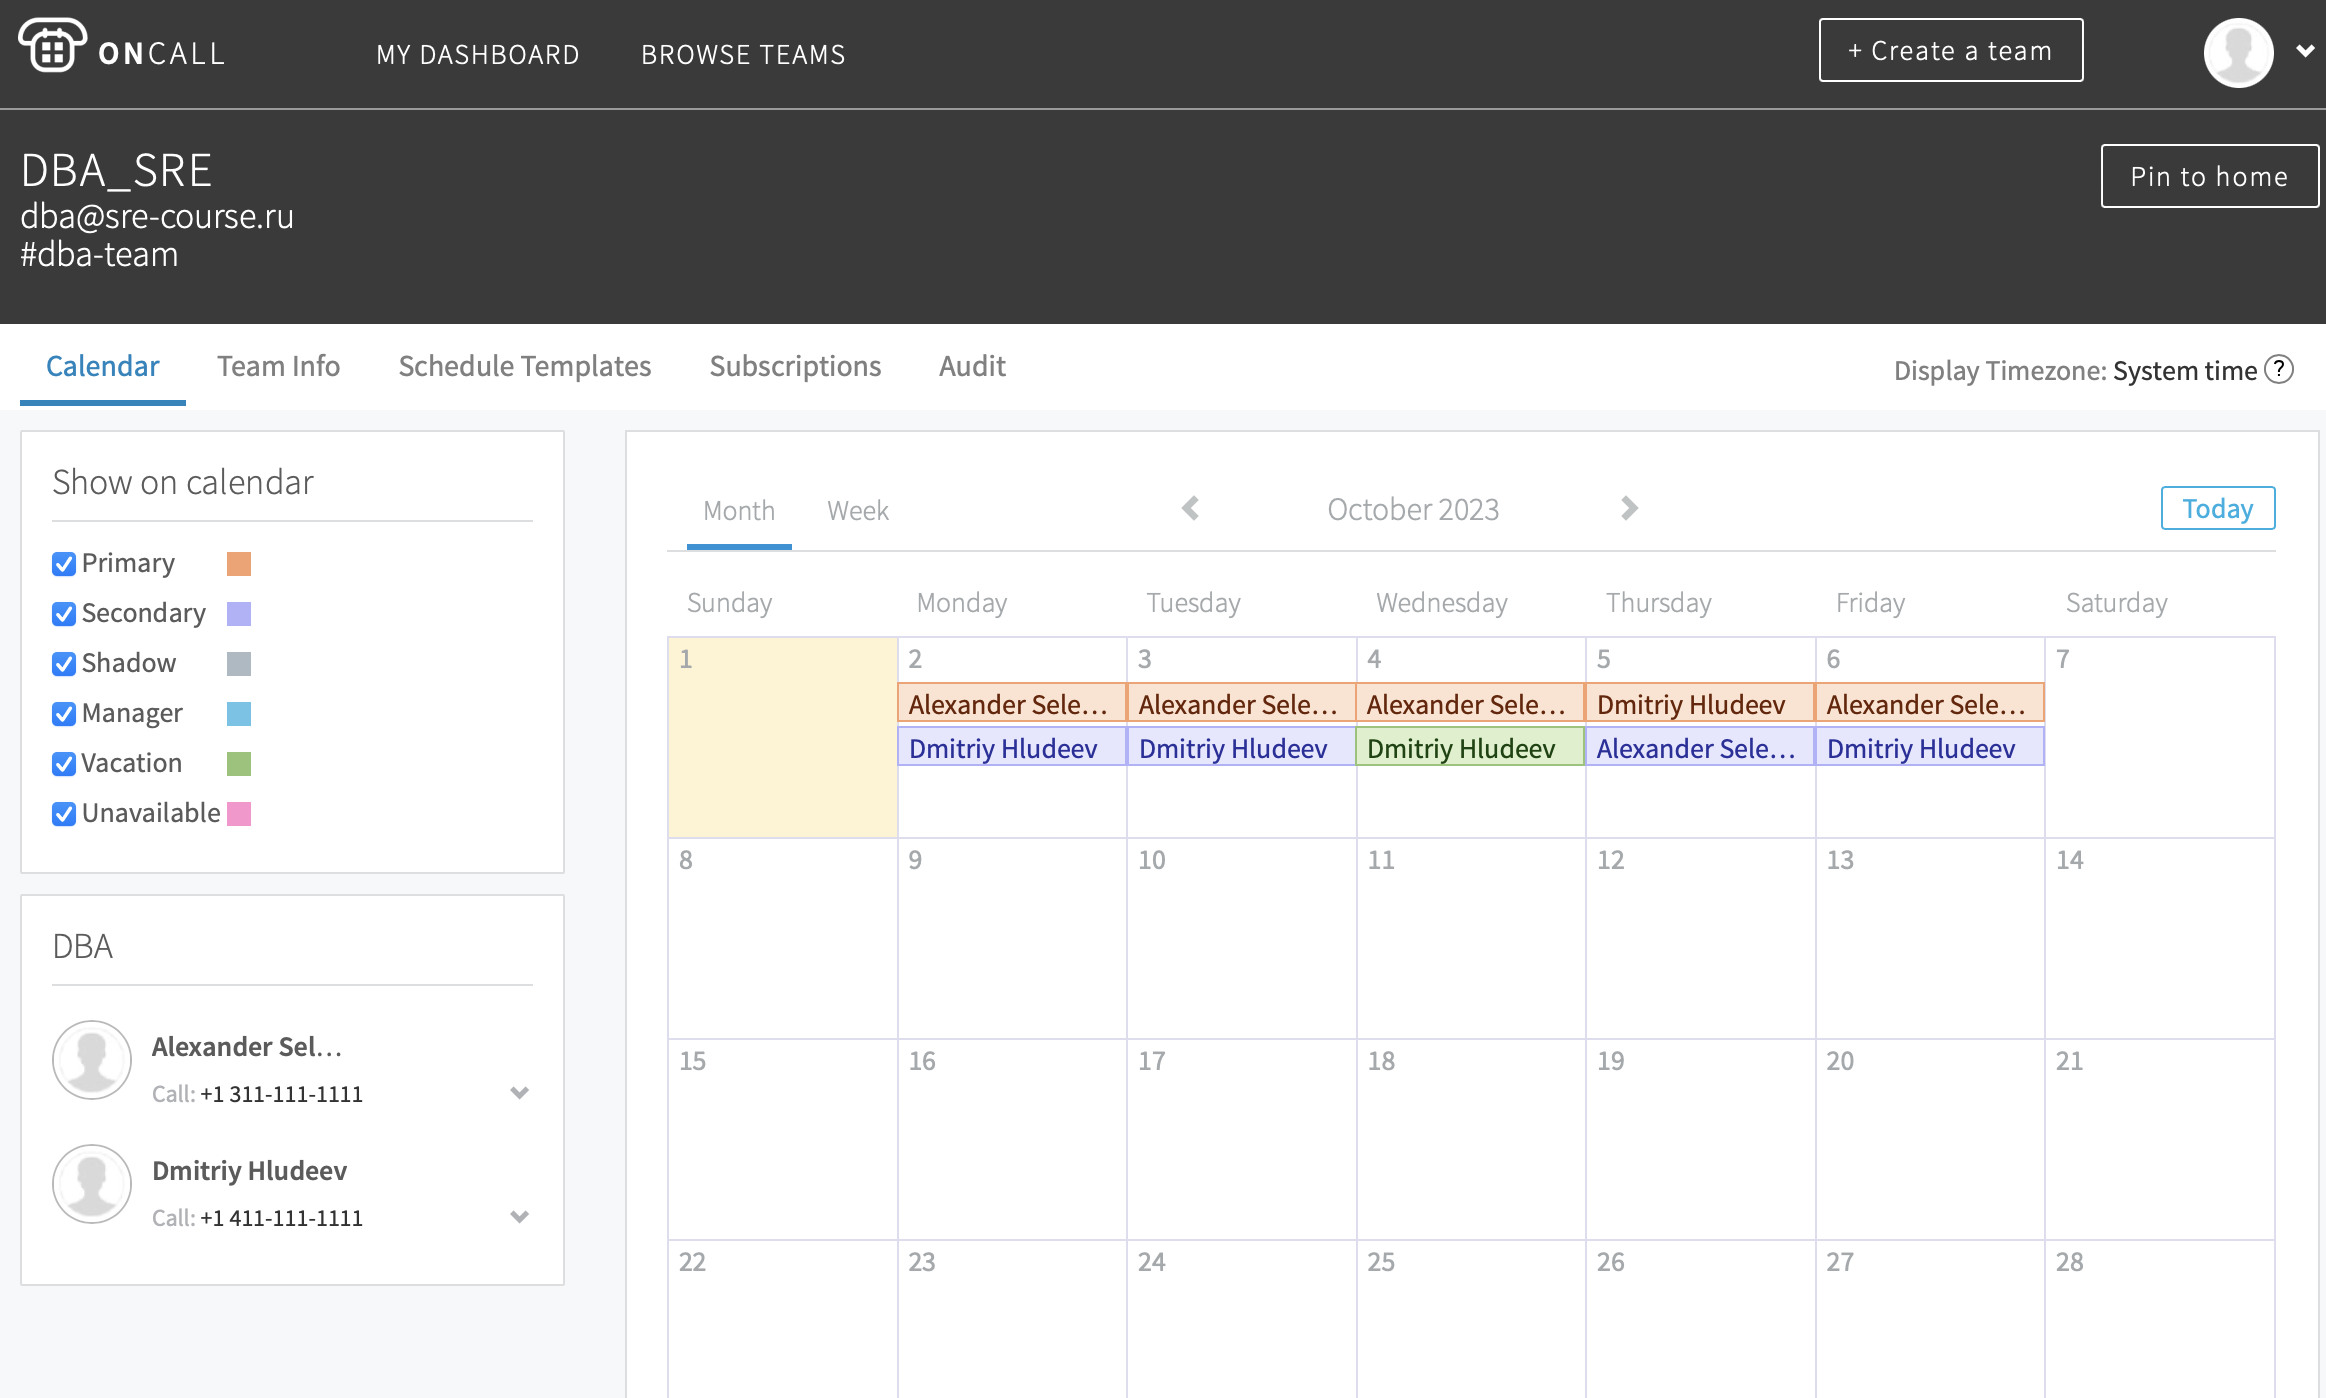 ONCALL
MY DASHBOARD
BROWSE TEAMS
+ Create a team
DBA_SRE
dba@sre-course.ru
#dba-team
Pin to home
Calendar
Team Info
Schedule Templates
Subscriptions
Audit
Display Timezone: System time ?
Show on calendar
Primary
Secondary
Shadow
Manager
Vacation
Unavailable
DBA
Alexander Sel…
Call: +1 311-111-1111
Dmitriy Hludeev
Call: +1 411-111-1111
Month
Week
October 2023
Today
Sunday Monday Tuesday Wednesday Thursday Friday Saturday
1 2 3 4 5 6 7
Alexander Sele… Alexander Sele… Alexander Sele… Dmitriy Hludeev Alexander Sele…
Dmitriy Hludeev Dmitriy Hludeev Dmitriy Hludeev Alexander Sele… Dmitriy Hludeev
8 9 10 11 12 13 14
15 16 17 18 19 20 21
22 23 24 25 26 27 28